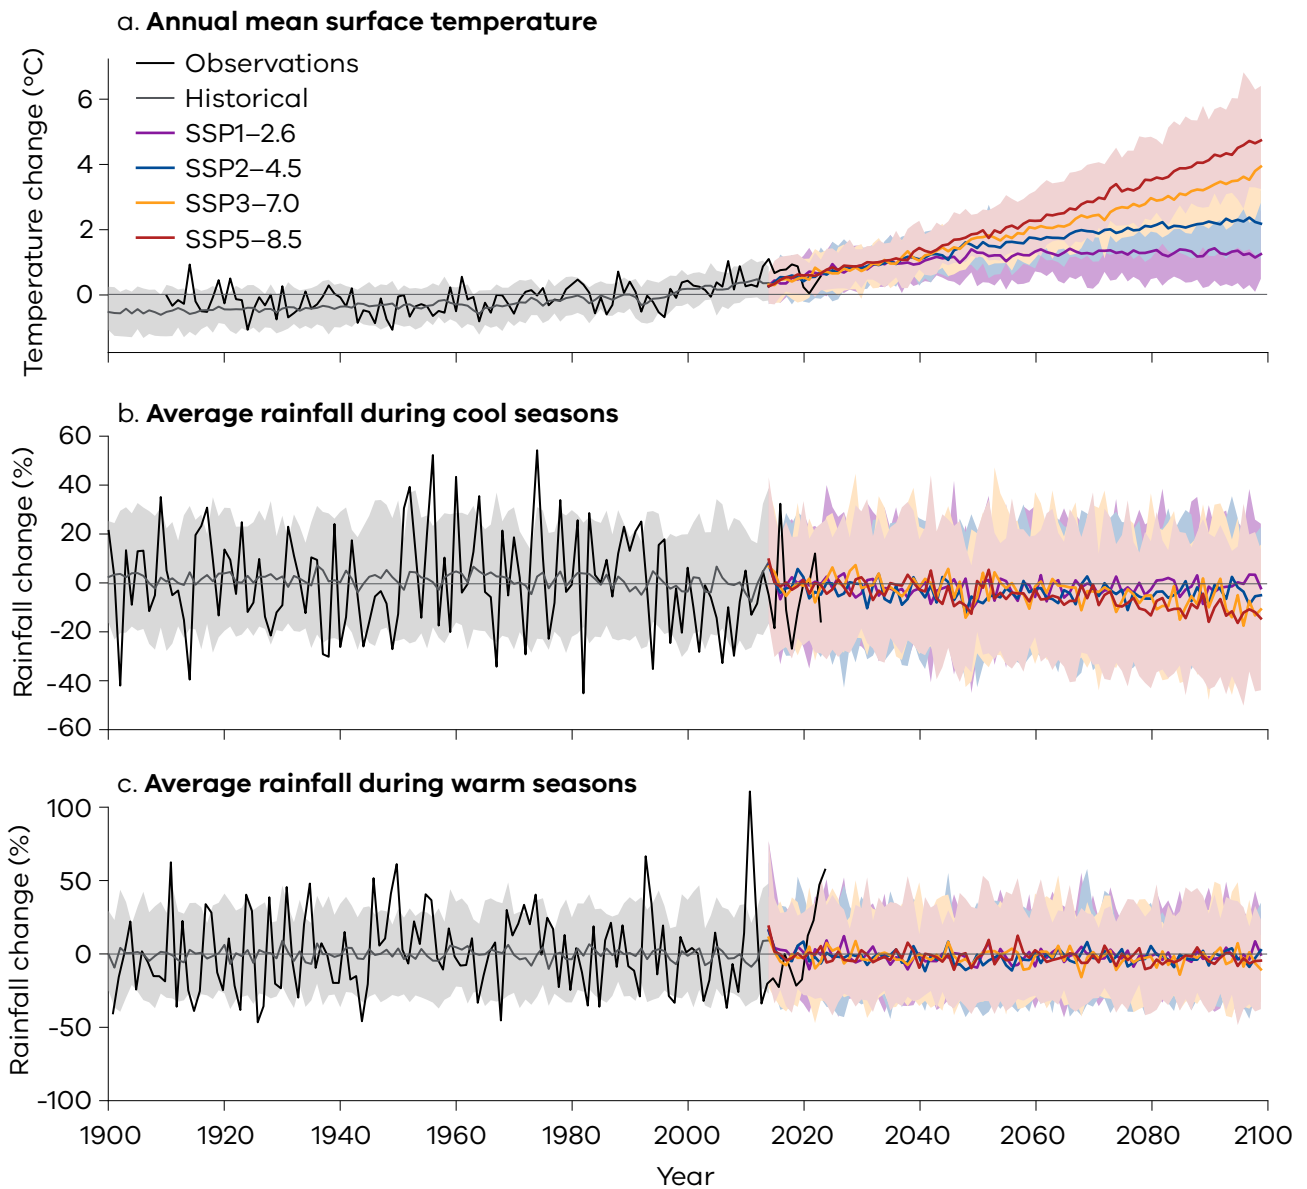 a. Annual mean surface temperature
Temperature change (°C)
6
4
2
0
Observations
Historical
SSP1–2.6
SSP2–4.5
SSP3–7.0
SSP5–8.5
b. Average rainfall during cool seasons
Rainfall change (%)
60
40
20
0
-20
-40
-60
c. Average rainfall during warm seasons
Rainfall change (%)
100
50
0
-50
-100
1900 1920 1940 1960 1980 2000 2020 2040 2060 2080 2100
Year